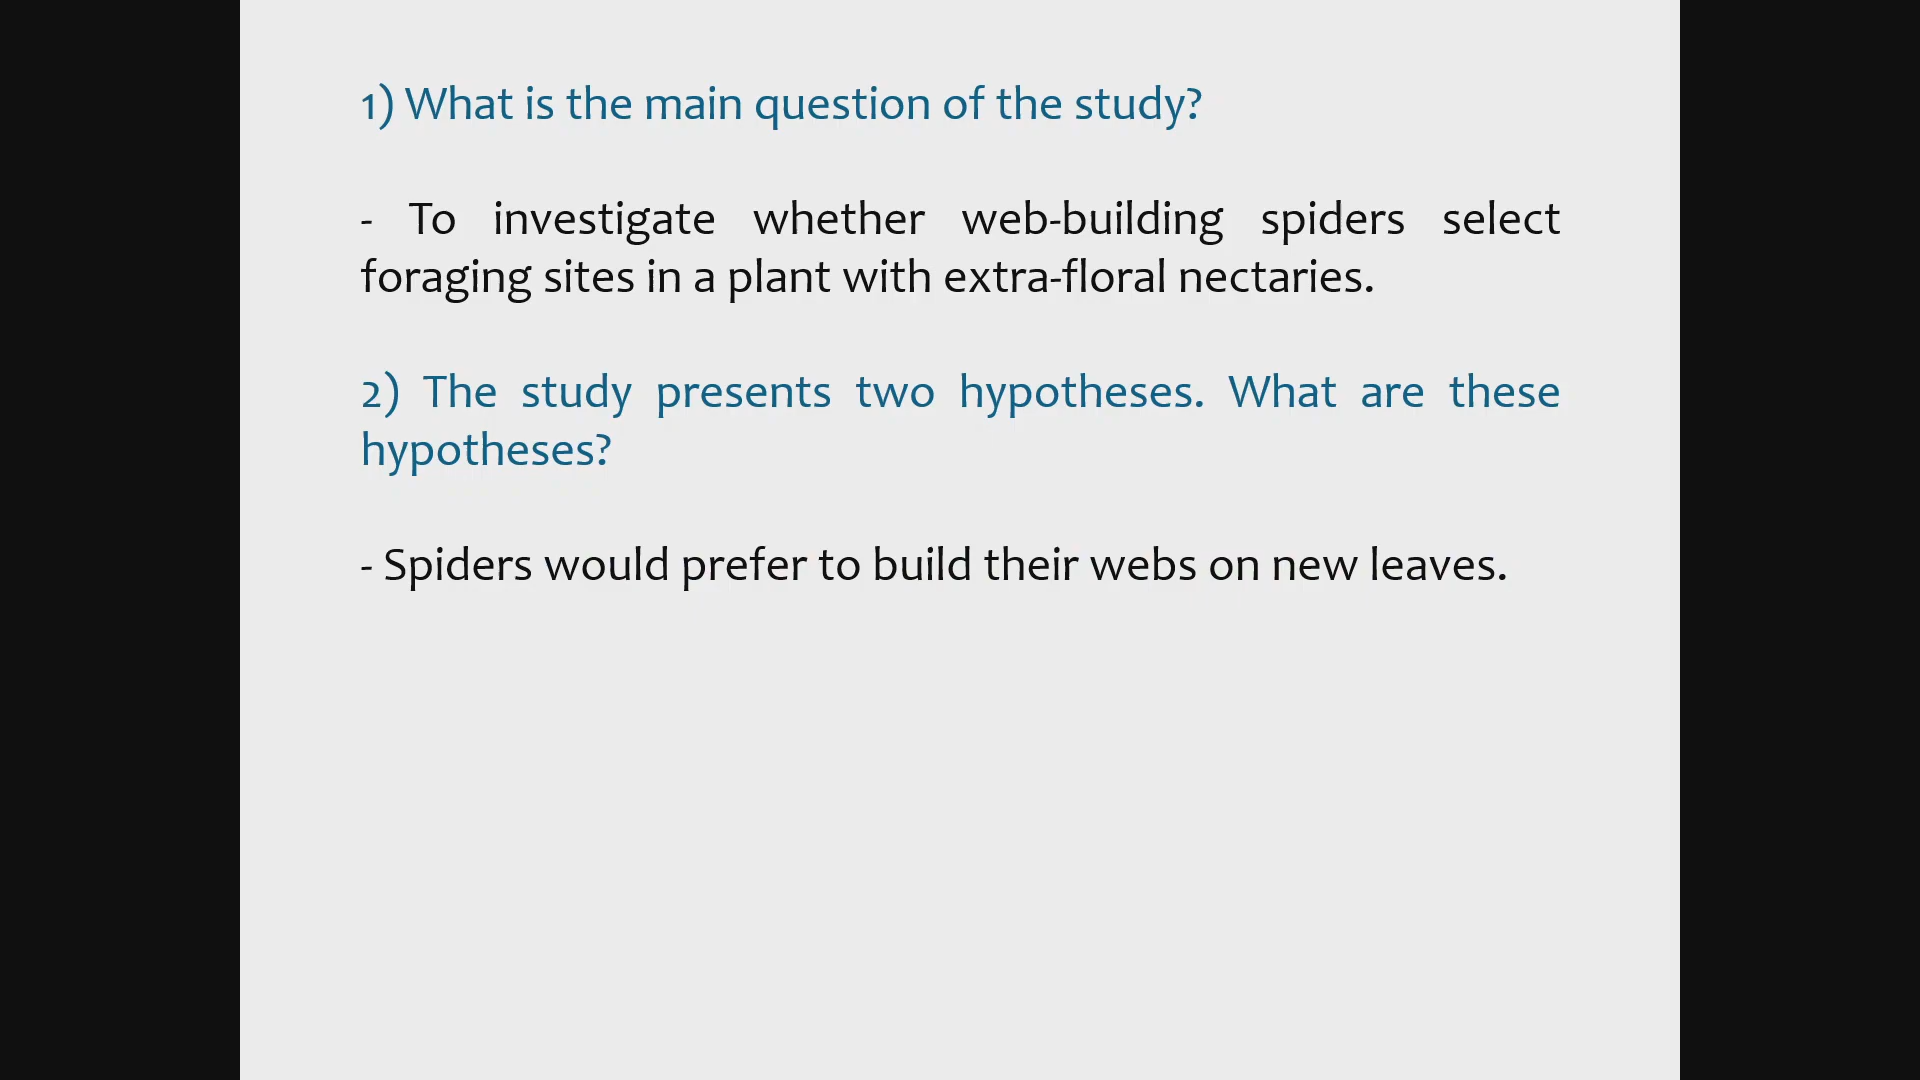 1) What is the main question of the study?
- To investigate whether web-building spiders select
foraging sites in a plant with extra-floral nectaries.
2) The study presents two hypotheses. What are these
hypotheses?
- Spiders would prefer to build their webs on new leaves.